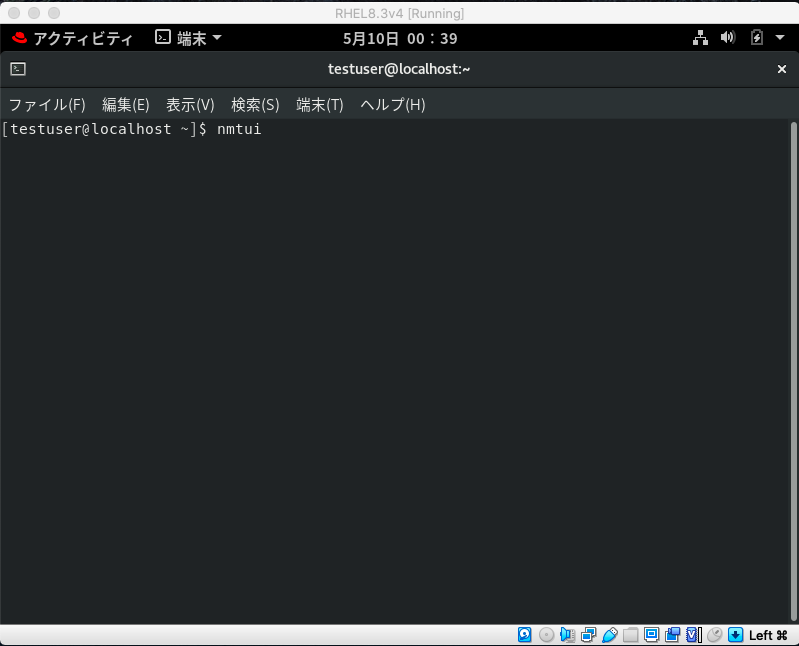 RHEL8.3v4 [Running]
アクティビティ 端末 5月10日 00：39
testuser@localhost:~
ファイル(F) 編集(E) 表示(V) 検索(S) 端末(T) ヘルプ(H)
[testuser@localhost ~]$ nmtui
Left ⌘